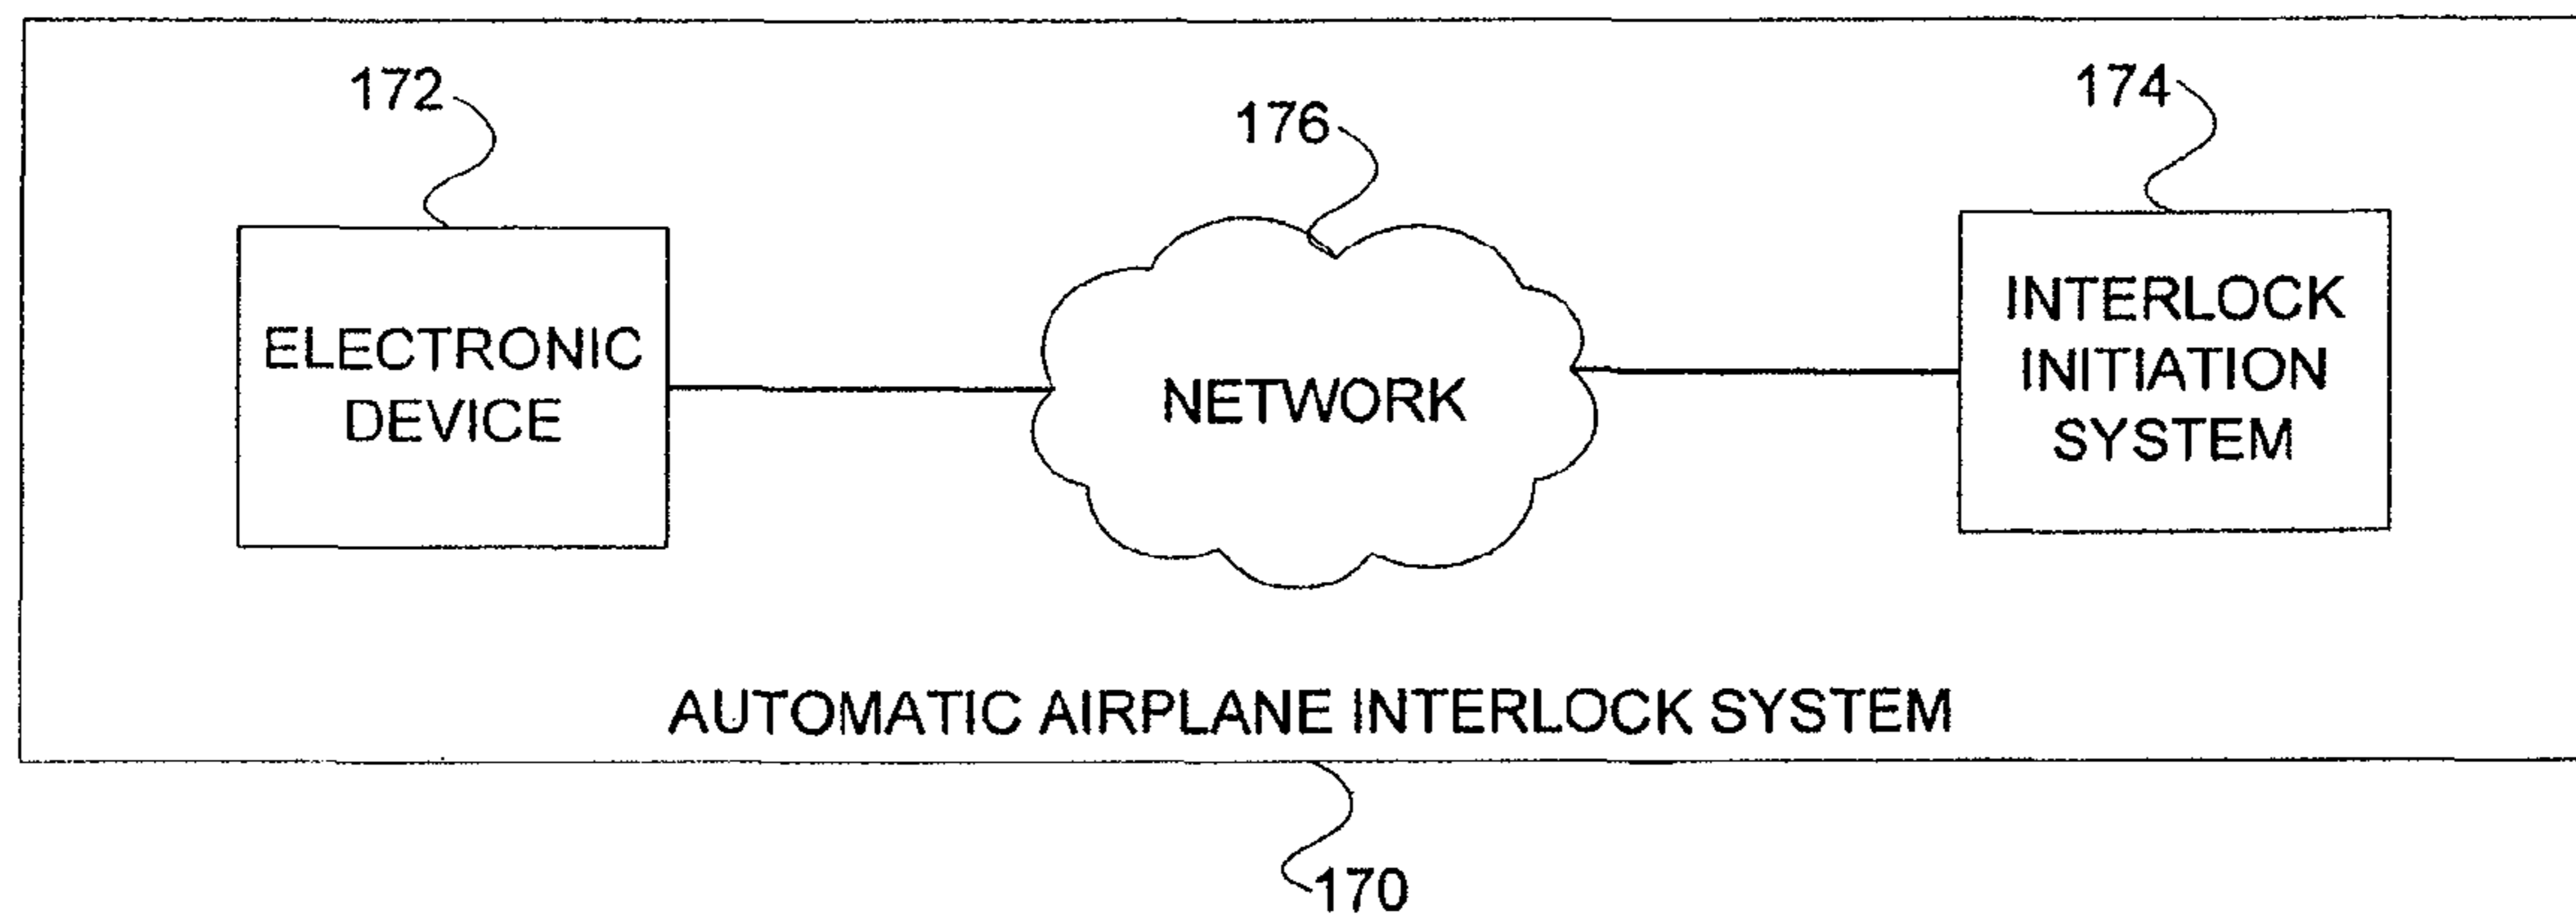 172
176
174
ELECTRONIC
DEVICE
NETWORK
INTERLOCK
INITIATION
SYSTEM
AUTOMATIC AIRPLANE INTERLOCK SYSTEM
170